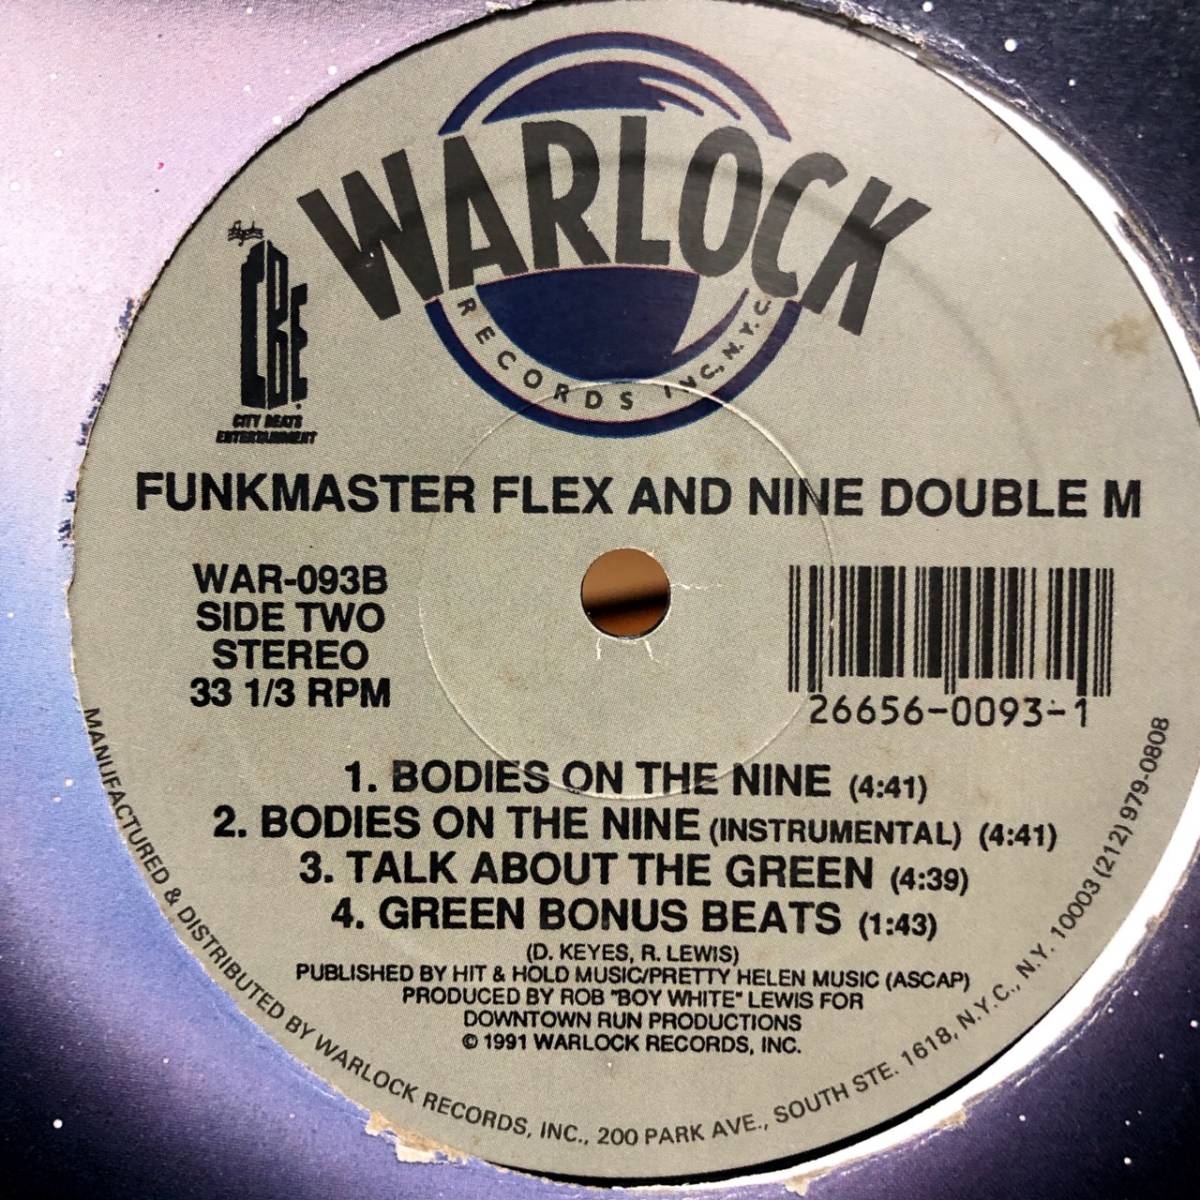 WARLOCK
RECORDS INC, N.Y.C.
CBE
CITY BEATS
ENTERTAINMENT
FUNKMASTER FLEX AND NINE DOUBLE M
WAR-093B
SIDE TWO
STEREO
33 1/3 RPM
26656-0093-1
1. BODIES ON THE NINE (4:41)
2. BODIES ON THE NINE (INSTRUMENTAL) (4:41)
3. TALK ABOUT THE GREEN (4:39)
4. GREEN BONUS BEATS (1:43)
(D. KEYES, R. LEWIS)
PUBLISHED BY HIT & HOLD MUSIC/PRETTY HELEN MUSIC (ASCAP)
PRODUCED BY ROB "BOY WHITE" LEWIS FOR
DOWNTOWN RUN PRODUCTIONS
© 1991 WARLOCK RECORDS, INC.
MANUFACTURED & DISTRIBUTED BY WARLOCK RECORDS, INC., 200 PARK AVE., SOUTH STE. 1618, N.Y.C., N.Y. 10003 (212) 979-0808